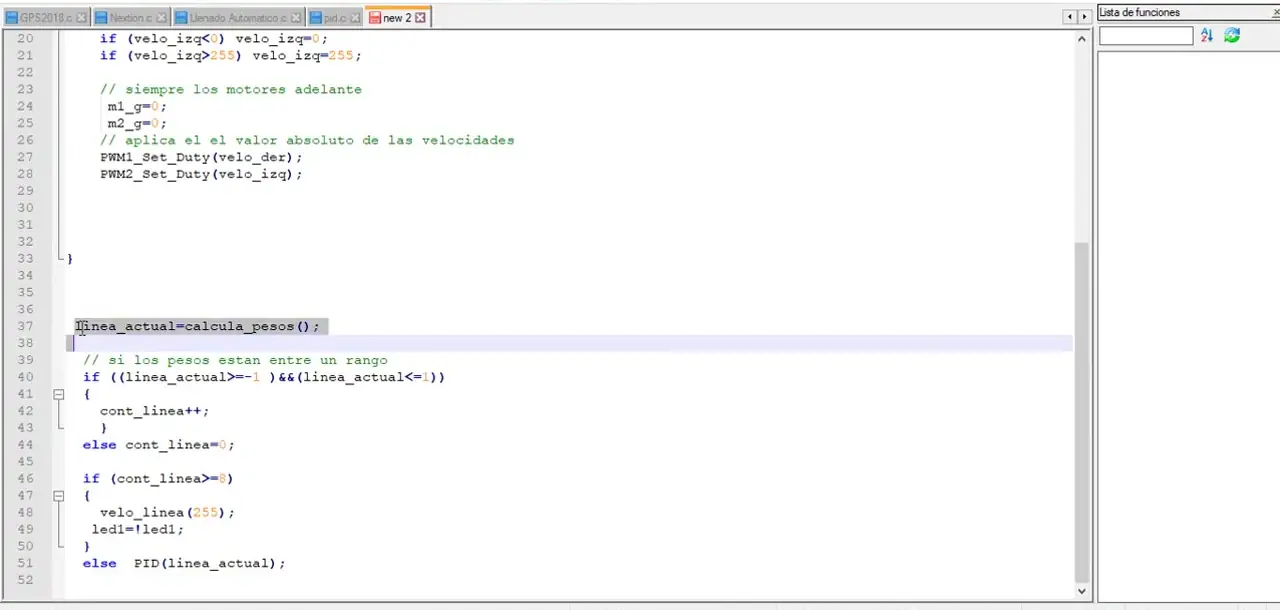 GPS2018.c Nextion.c Llenado Automatico.c pid.c new 2 Lista de funciones
20 if (velo_izq<0) velo_izq=0;
21 if (velo_izq>255) velo_izq=255;
22
23 // siempre los motores adelante
24 m1_g=0;
25 m2_g=0;
26 // aplica el el valor absoluto de las velocidades
27 PWM1_Set_Duty(velo_der);
28 PWM2_Set_Duty(velo_izq);
29
30
31
32
33 }
34
35
36
37 linea_actual=calcula_pesos();
38
39 // si los pesos estan entre un rango
40 if ((linea_actual>=-1 )&&(linea_actual<=1))
41 {
42 cont_linea++;
43 }
44 else cont_linea=0;
45
46 if (cont_linea>=8)
47 {
48 velo_linea(255);
49 led1=!led1;
50 }
51 else PID(linea_actual);
52